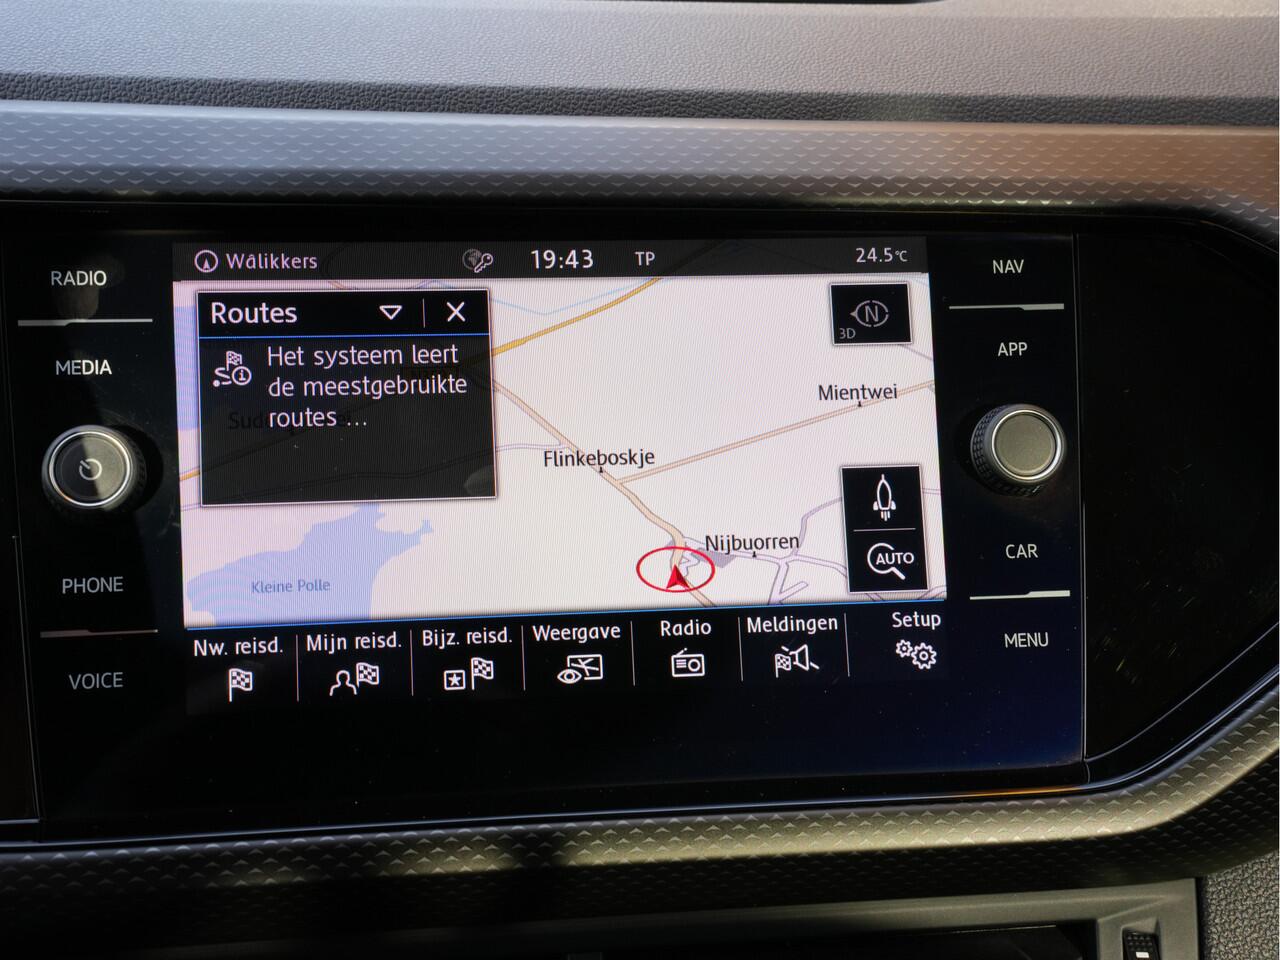 Wâlikkers
19:43
TP
24.5°C
RADIO
MEDIA
PHONE
VOICE
Routes
Het systeem leert
de meestgebruikte
routes ...
N
3D
Mientwei
Flinkeboskje
Nijbuorren
Kleine Polle
AUTO
Nw. reisd.
Mijn reisd.
Bijz. reisd.
Weergave
Radio
Meldingen
Setup
NAV
APP
CAR
MENU